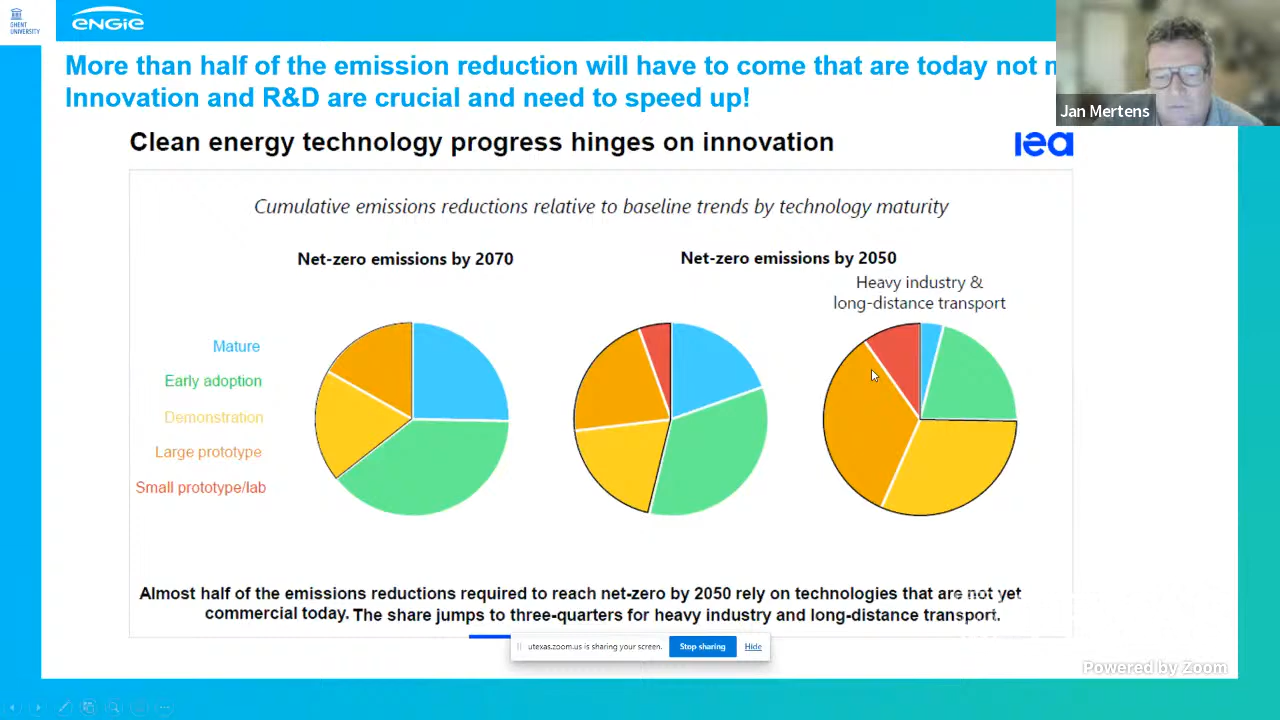 GHENT
UNIVERSITY
ENGIE
More than half of the emission reduction will have to come that are today not
Innovation and R&D are crucial and need to speed up!
Jan Mertens
Clean energy technology progress hinges on innovation
iea
Cumulative emissions reductions relative to baseline trends by technology maturity
Net-zero emissions by 2070
Net-zero emissions by 2050
Heavy industry &
long-distance transport
Mature
Early adoption
Demonstration
Large prototype
Small prototype/lab
Almost half of the emissions reductions required to reach net-zero by 2050 rely on technologies that are not yet
commercial today. The share jumps to three-quarters for heavy industry and long-distance transport.
utexas.zoom.us is sharing your screen.
Stop sharing
Hide
Powered by Zoom